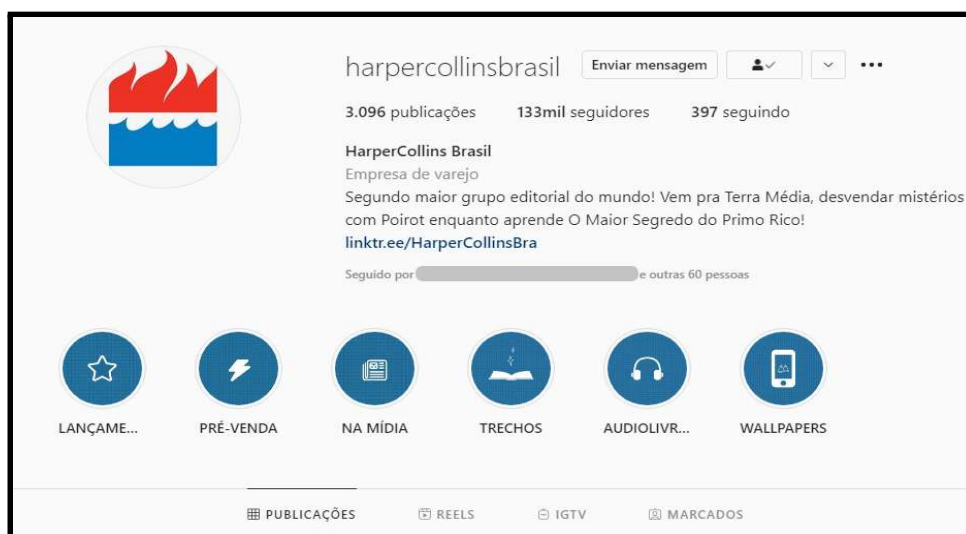 harpercollinsbrasil Enviar mensagem
3.096 publicações 133mil seguidores 397 seguindo
HarperCollins Brasil
Empresa de varejo
Segundo maior grupo editorial do mundo! Vem pra Terra Média, desvendar mistérios
com Poirot enquanto aprende O Maior Segredo do Primo Rico!
linktr.ee/HarperCollinsBra
Seguido por e outras 60 pessoas
LANÇAME... PRÉ-VENDA NA MÍDIA TRECHOS AUDIOLIVR... WALLPAPERS
PUBLICAÇÕES REELS IGTV MARCADOS